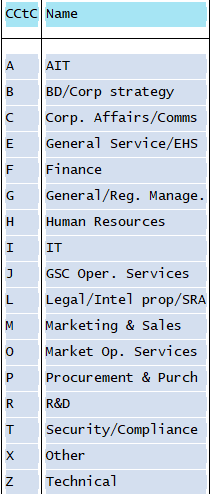 CCtC Name
A AIT
B BD/Corp strategy
C Corp. Affairs/Comms
E General Service/EHS
F Finance
G General/Reg. Manage.
H Human Resources
I IT
J GSC Oper. Services
L Legal/Intel prop/SRA
M Marketing & Sales
O Market Op. Services
P Procurement & Purch
R R&D
T Security/Compliance
X Other
Z Technical